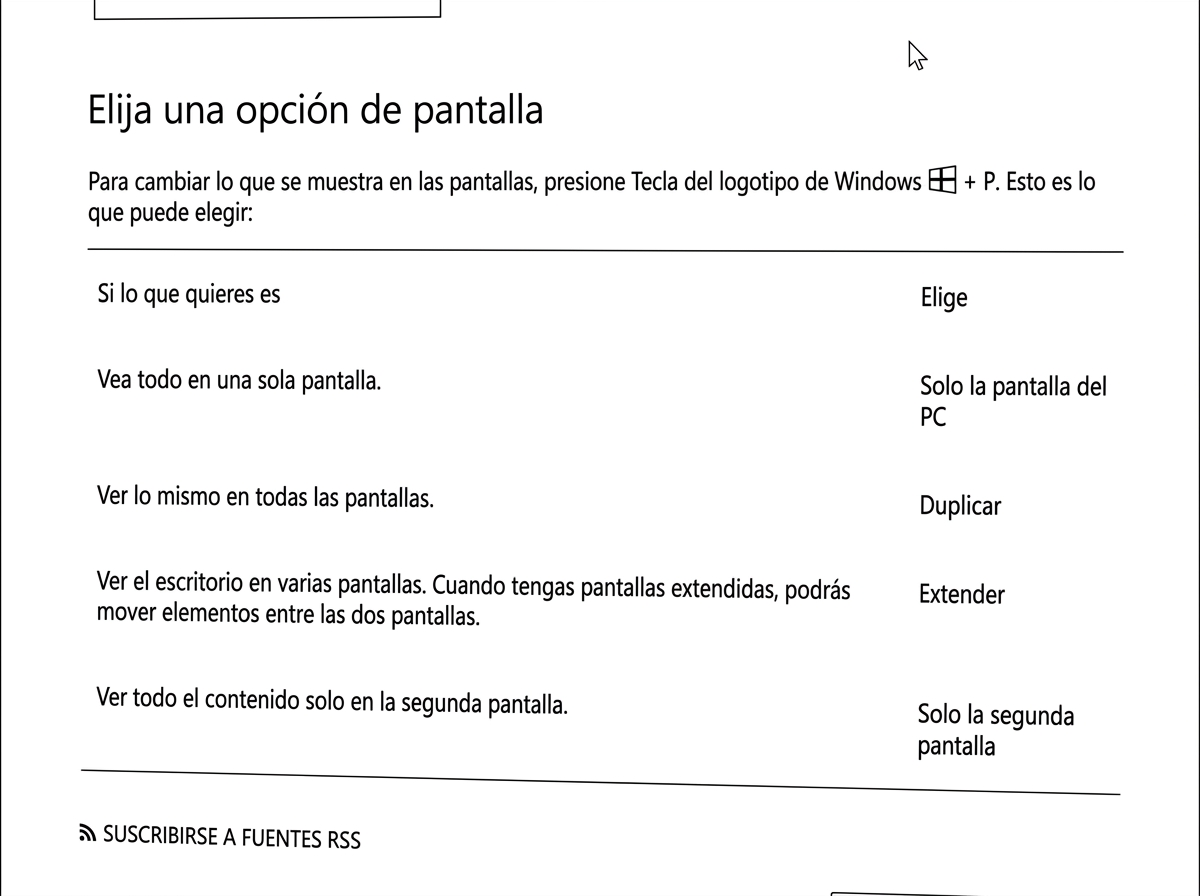 Elija una opción de pantalla
Para cambiar lo que se muestra en las pantallas, presione Tecla del logotipo de Windows + P. Esto es lo
que puede elegir:
Si lo que quieres es
Elige
Vea todo en una sola pantalla.
Solo la pantalla del
PC
Ver lo mismo en todas las pantallas.
Duplicar
Ver el escritorio en varias pantallas. Cuando tengas pantallas extendidas, podrás
mover elementos entre las dos pantallas.
Extender
Ver todo el contenido solo en la segunda pantalla.
Solo la segunda
pantalla
SUSCRIBIRSE A FUENTES RSS